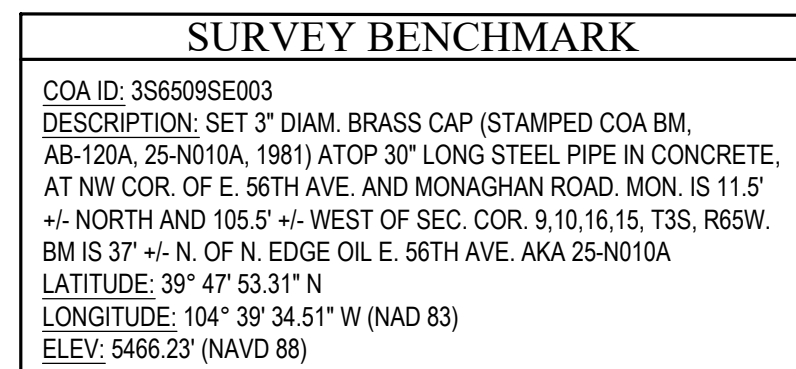 SURVEY BENCHMARK
COA ID: 3S6509SE003
DESCRIPTION: SET 3" DIAM. BRASS CAP (STAMPED COA BM,
AB-120A, 25-N010A, 1981) ATOP 30" LONG STEEL PIPE IN CONCRETE,
AT NW COR. OF E. 56TH AVE. AND MONAGHAN ROAD. MON. IS 11.5'
+/- NORTH AND 105.5' +/- WEST OF SEC. COR. 9,10,16,15, T3S, R65W.
BM IS 37' +/- N. OF N. EDGE OIL E. 56TH AVE. AKA 25-N010A
LATITUDE: 39° 47' 53.31" N
LONGITUDE: 104° 39' 34.51" W (NAD 83)
ELEV: 5466.23' (NAVD 88)